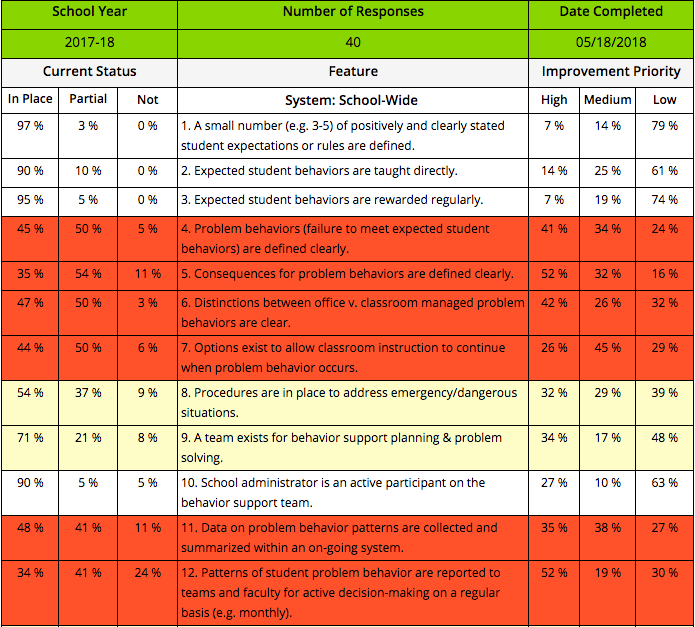 School Year Number of Responses Date Completed
2017-18 40 05/18/2018
Current Status Feature Improvement Priority
In Place Partial Not System: School-Wide High Medium Low
97 % 3 % 0 % 1. A small number (e.g. 3-5) of positively and clearly stated 7 % 14 % 79 %
student expectations or rules are defined.
90 % 10 % 0 % 2. Expected student behaviors are taught directly. 14 % 25 % 61 %
95 % 5 % 0 % 3. Expected student behaviors are rewarded regularly. 7 % 19 % 74 %
45 % 50 % 5 % 4. Problem behaviors (failure to meet expected student 41 % 34 % 24 %
behaviors) are defined clearly.
35 % 54 % 11 % 5. Consequences for problem behaviors are defined clearly. 52 % 32 % 16 %
47 % 50 % 3 % 6. Distinctions between office v. classroom managed problem 42 % 26 % 32 %
behaviors are clear.
44 % 50 % 6 % 7. Options exist to allow classroom instruction to continue 26 % 45 % 29 %
when problem behavior occurs.
54 % 37 % 9 % 8. Procedures are in place to address emergency/dangerous 32 % 29 % 39 %
situations.
71 % 21 % 8 % 9. A team exists for behavior support planning & problem 34 % 17 % 48 %
solving.
90 % 5 % 5 % 10. School administrator is an active participant on the 27 % 10 % 63 %
behavior support team.
48 % 41 % 11 % 11. Data on problem behavior patterns are collected and 35 % 38 % 27 %
summarized within an on-going system.
34 % 41 % 24 % 12. Patterns of student problem behavior are reported to 52 % 19 % 30 %
teams and faculty for active decision-making on a regular
basis (e.g. monthly).